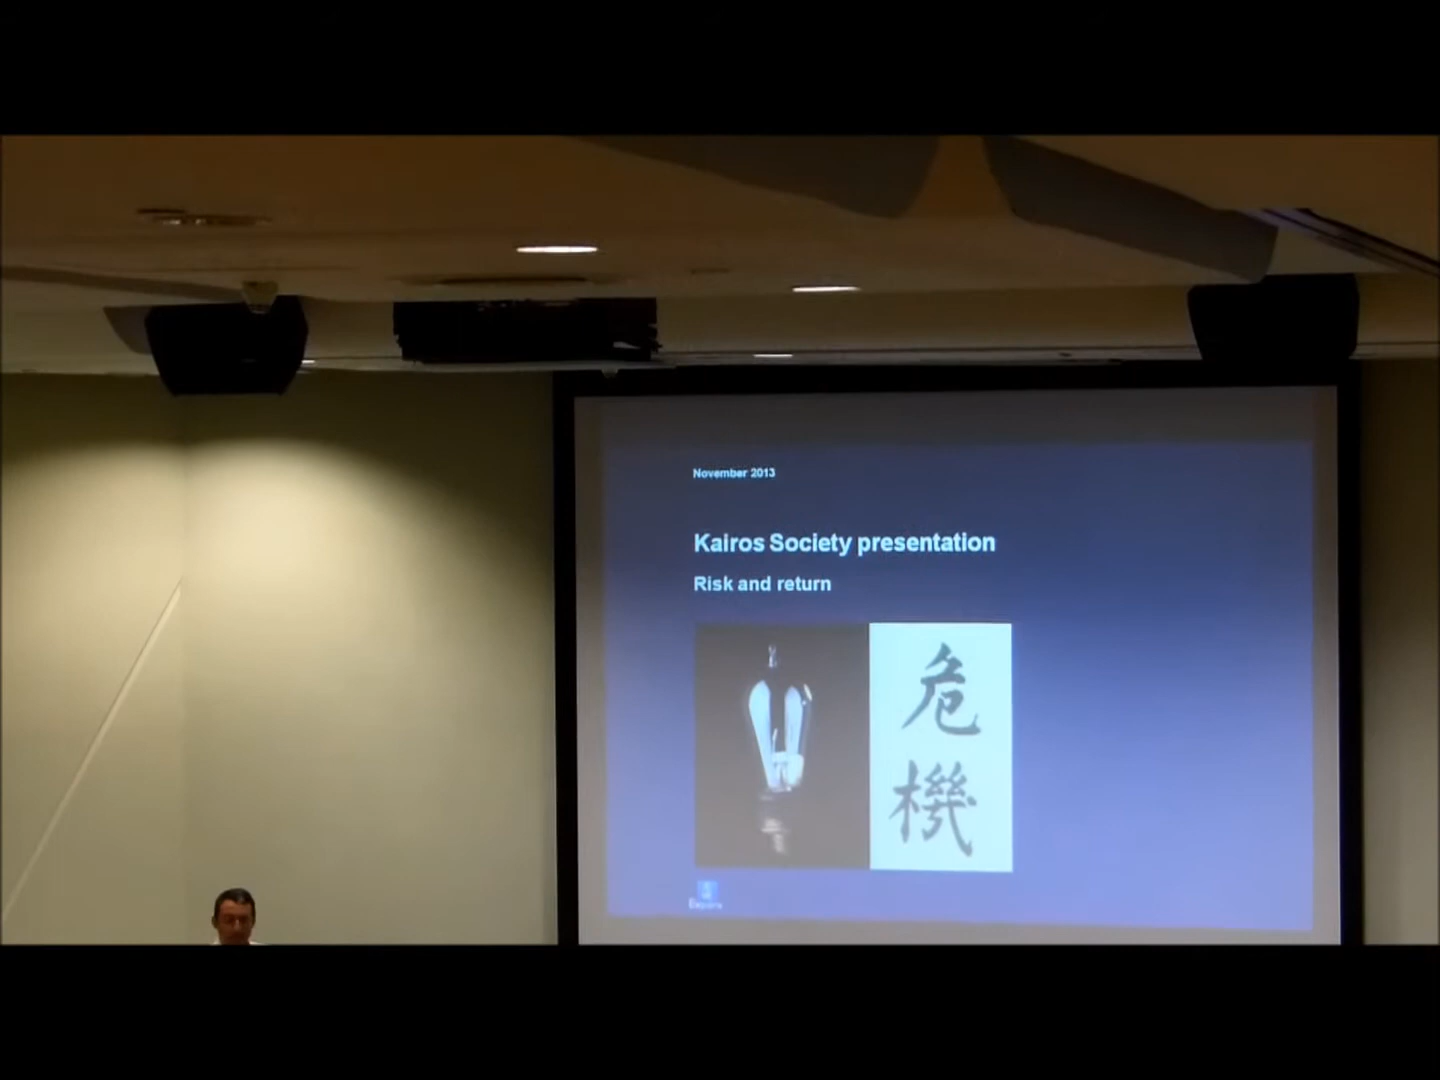 November 2013
Kairos Society presentation
Risk and return
危
機